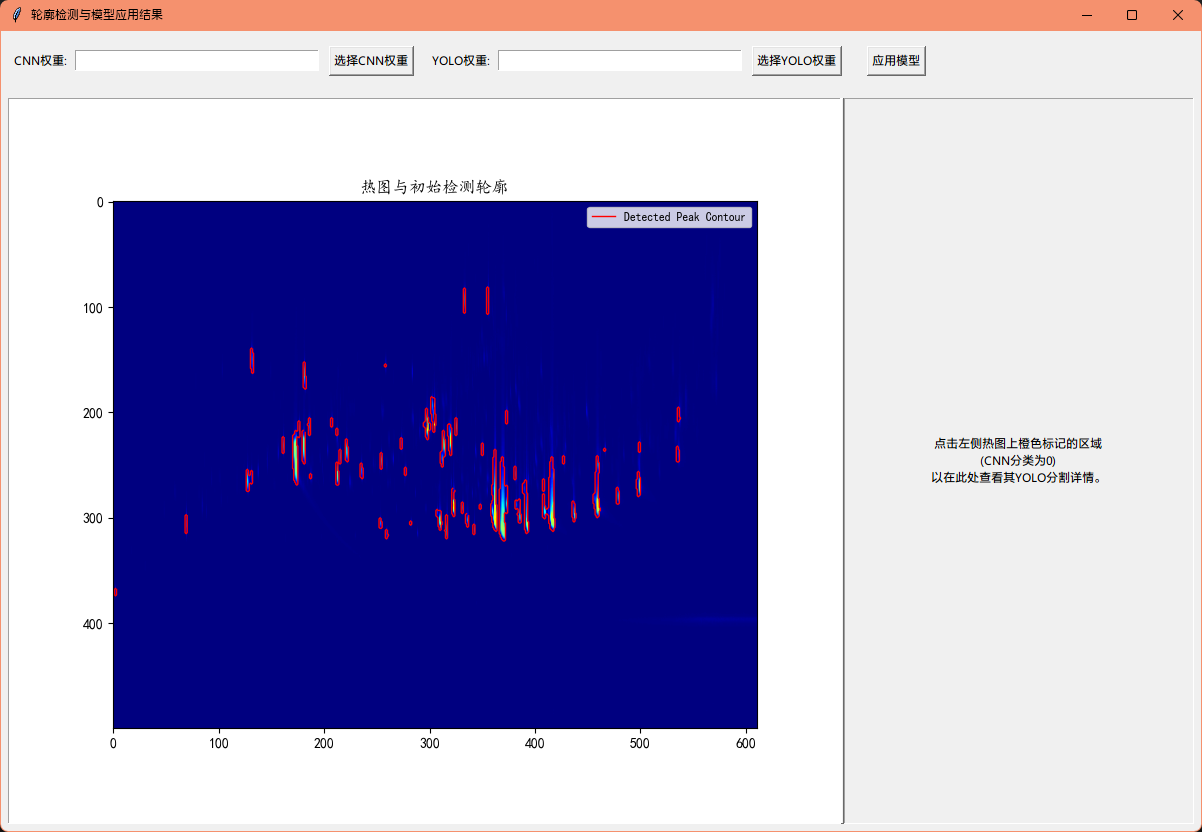 轮廓检测与模型应用结果
CNN权重: 选择CNN权重 YOLO权重: 选择YOLO权重 应用模型
热图与初始检测轮廓
Detected Peak Contour
0
100
200
300
400
0 100 200 300 400 500 600
点击左侧热图上橙色标记的区域
(CNN分类为0)
以在此处查看其YOLO分割详情。